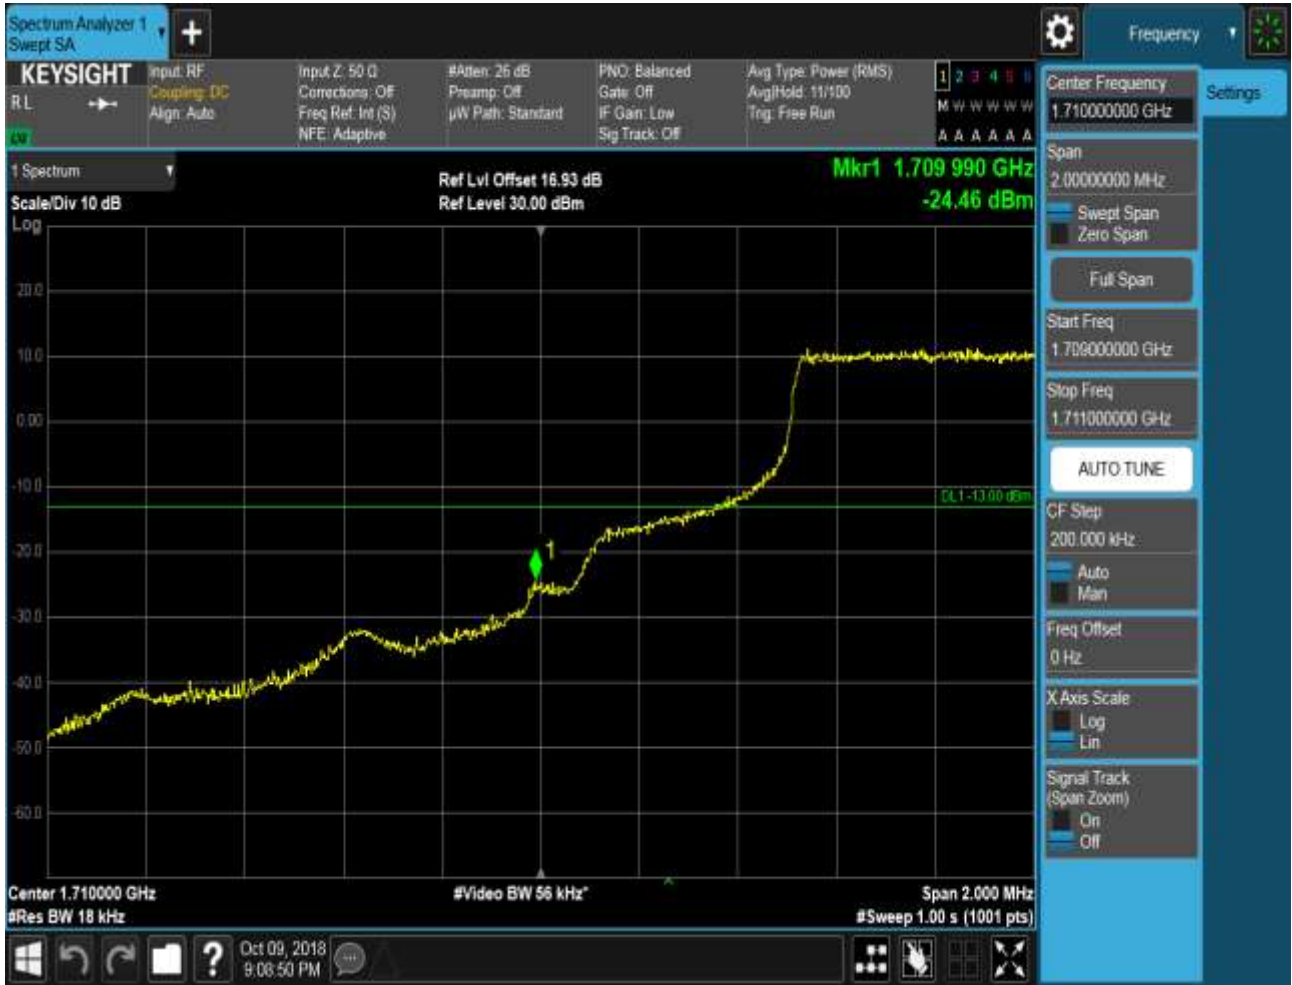 Spectrum Analyzer 1
Swept SA
Frequency
KEYSIGHT
R L
Input: RF
Coupling: DC
Align: Auto
Input Z: 50 Ω
Corrections: Off
Freq Ref: Int (S)
NFE: Adaptive
#Atten: 26 dB
Preamp: Off
µW Path: Standard
PNO: Balanced
Gate: Off
IF Gain: Low
Sig Track: Off
Avg Type: Power (RMS)
Avg|Hold: 11/100
Trig: Free Run
1 2 3 4 5 6
M W W W W W
A A A A A A
1 Spectrum
Scale/Div 10 dB
Log
Ref Lvl Offset 16.93 dB
Ref Level 30.00 dBm
Mkr1 1.709 990 GHz
-24.46 dBm
20.0
10.0
0.00
-10.0
-20.0
-30.0
-40.0
-50.0
-60.0
DL1 -13.00 dBm
1
Center 1.710000 GHz
#Res BW 18 kHz
#Video BW 56 kHz*
Span 2.000 MHz
#Sweep 1.00 s (1001 pts)
Oct 09, 2018
9:08:50 PM
Center Frequency
1.710000000 GHz
Settings
Span
2.00000000 MHz
Swept Span
Zero Span
Full Span
Start Freq
1.709000000 GHz
Stop Freq
1.711000000 GHz
AUTO TUNE
CF Step
200.000 kHz
Auto
Man
Freq Offset
0 Hz
X Axis Scale
Log
Lin
Signal Track
(Span Zoom)
On
Off